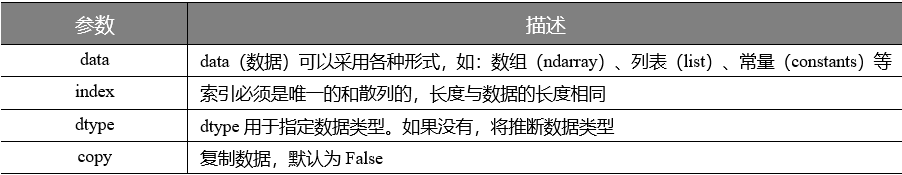 参数 描述
data data（数据）可以采用各种形式，如：数组（ndarray）、列表（list）、常量（constants）等
index 索引必须是唯一的和散列的，长度与数据的长度相同
dtype dtype 用于指定数据类型。如果没有，将推断数据类型
copy 复制数据，默认为 False